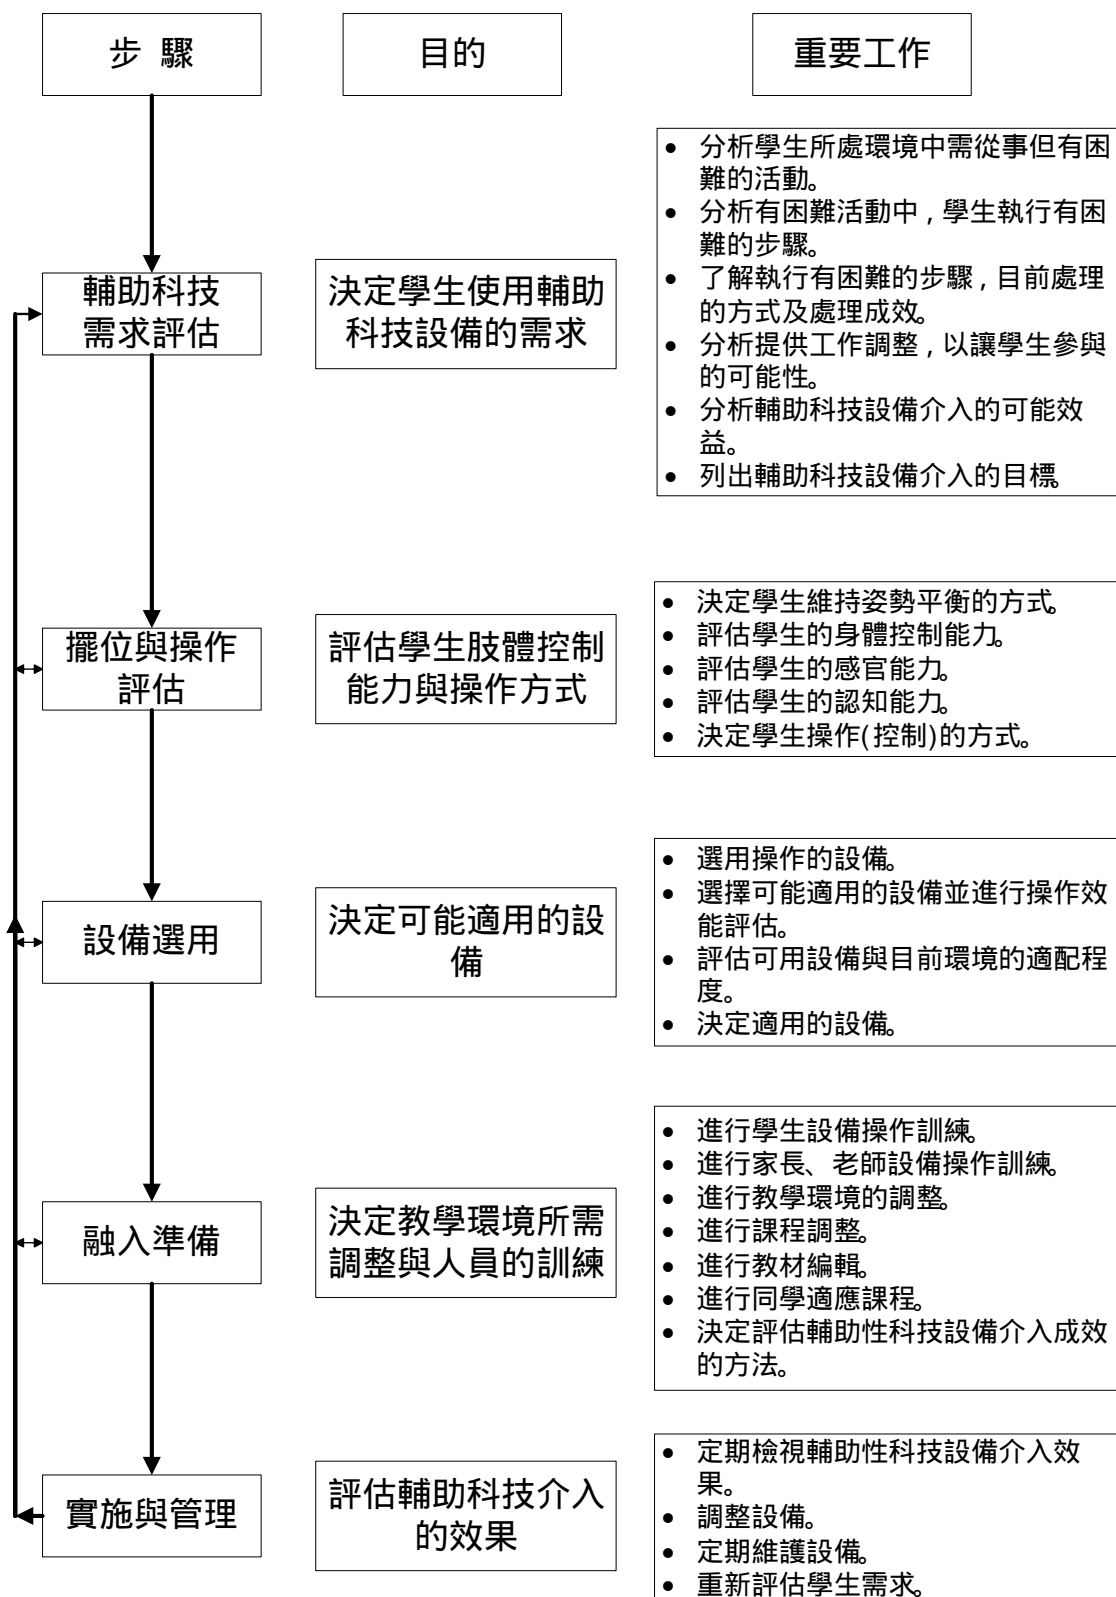 步 驟
目的
重要工作
輔助科技
需求評估
決定學生使用輔助
科技設備的需求
• 分析學生所處環境中需從事但有困
難的活動。
• 分析有困難活動中，學生執行有困
難的步驟。
• 了解執行有困難的步驟，目前處理
的方式及處理成效。
• 分析提供工作調整，以讓學生參與
的可能性。
• 分析輔助科技設備介入的可能效
益。
• 列出輔助科技設備介入的目標。
擺位與操作
評估
評估學生肢體控制
能力與操作方式
• 決定學生維持姿勢平衡的方式。
• 評估學生的身體控制能力。
• 評估學生的感官能力。
• 評估學生的認知能力。
• 決定學生操作(控制)的方式。
設備選用
決定可能適用的設
備
• 選用操作的設備。
• 選擇可能適用的設備並進行操作效
能評估。
• 評估可用設備與目前環境的適配程
度。
• 決定適用的設備。
融入準備
決定教學環境所需
調整與人員的訓練
• 進行學生設備操作訓練。
• 進行家長、老師設備操作訓練。
• 進行教學環境的調整。
• 進行課程調整。
• 進行教材編輯。
• 進行同學適應課程。
• 決定評估輔助性科技設備介入成效
的方法。
實施與管理
評估輔助科技介入
的效果
• 定期檢視輔助性科技設備介入效
果。
• 調整設備。
• 定期維護設備。
• 重新評估學生需求。